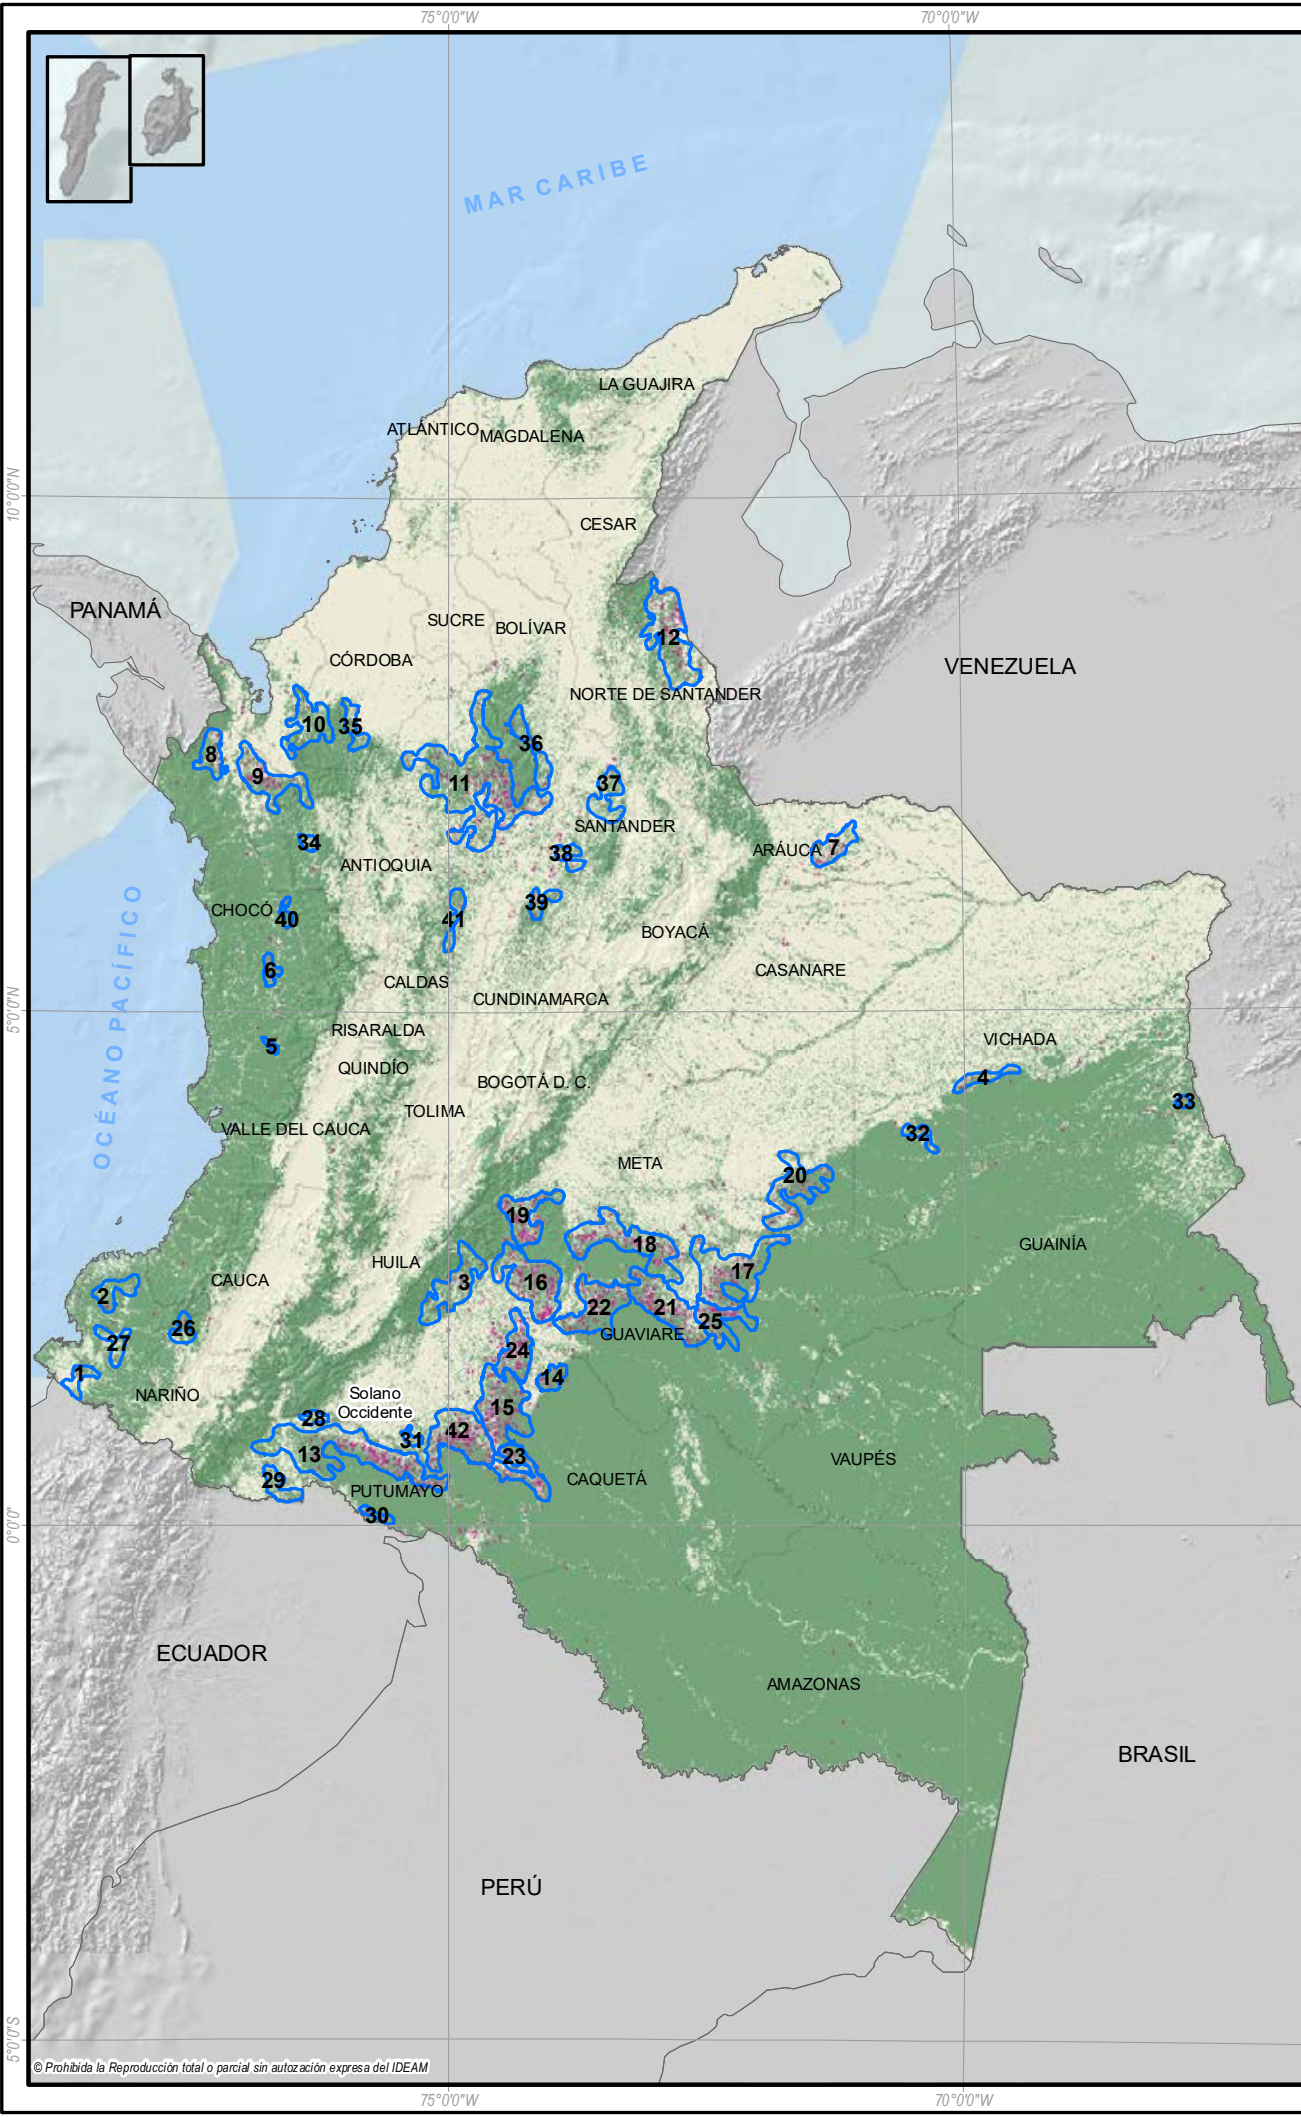 75°0'0"W
70°0'0"W
MAR CARIBE
LA GUAJIRA
ATLÁNTICO
MAGDALENA
10°0'0"N
CESAR
PANAMÁ
SUCRE
BOLÍVAR
12
CÓRDOBA
VENEZUELA
NORTE DE SANTANDER
10
35
36
8
9
11
37
SANTANDER
34
ANTIOQUIA
38
ARÁUCA
7
CHOCÓ
40
41
39
BOYACÁ
OCÉANO PACÍFICO
6
CALDAS
CUNDINAMARCA
CASANARE
5°0'0"N
RISARALDA
5
VICHADA
QUINDÍO
BOGOTÁ D. C.
4
TOLIMA
33
VALLE DEL CAUCA
32
META
20
19
18
GUAINÍA
HUILA
17
CAUCA
3
16
2
22
21
25
26
27
GUAVIARE
24
1
14
NARIÑO
Solano
Occidente
15
28
42
31
13
23
VAUPÉS
29
CAQUETÁ
PUTUMAYO
30
0°0'0"
ECUADOR
AMAZONAS
BRASIL
PERÚ
5°0'0"S
© Prohibida la Reproducción total o parcial sin autozación expresa del IDEAM
75°0'0"W
70°0'0"W